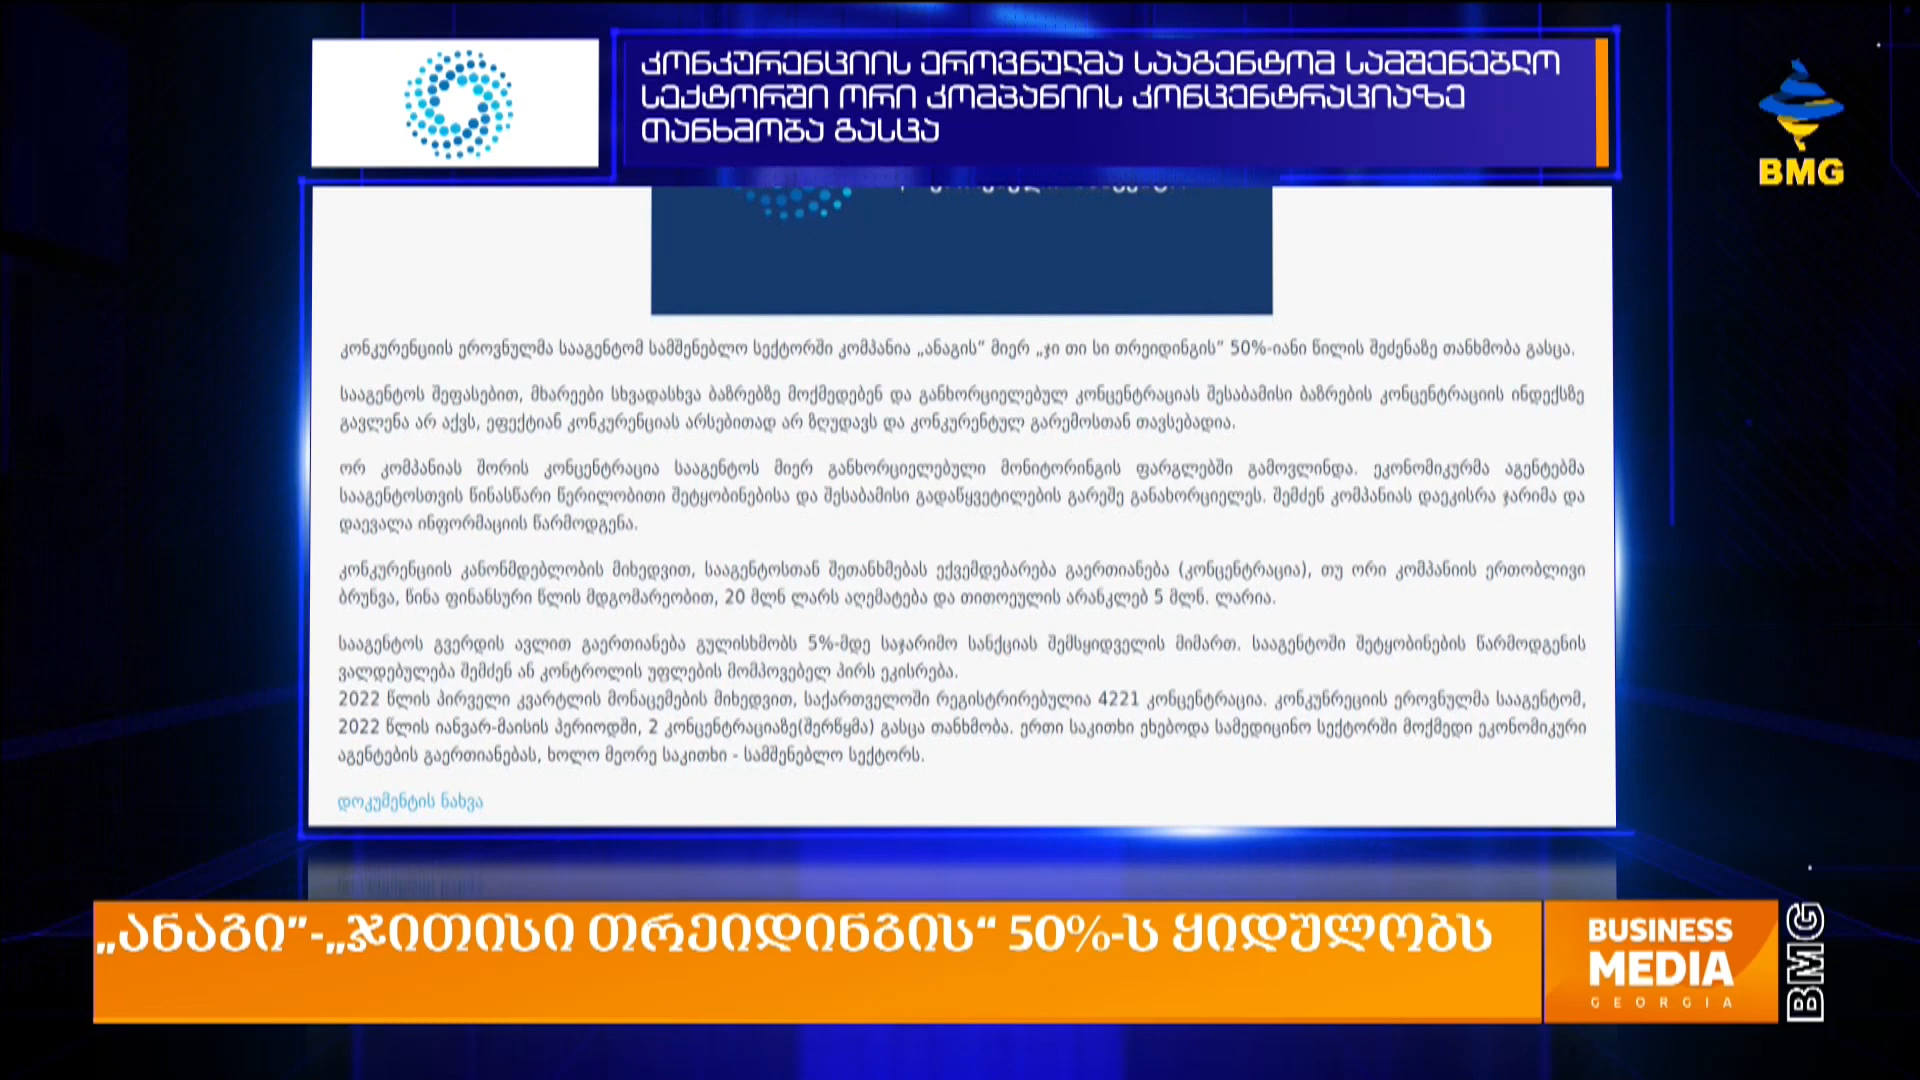 კონკურენციის ეროვნულმა სააგენტომ სამშენებლო
სექტორში ორი კომპანიის კონცენტრაციაზე
თანხმობა გასცა
BMG
კონკურენციის ეროვნულმა სააგენტომ სამშენებლო სექტორში კომპანია „ანაგის” მიერ „ჯი თი სი თრეიდინგის” 50%-იანი წილის შეძენაზე თანხმობა გასცა.
სააგენტოს შეფასებით, მხარეები სხვადასხვა ბაზრებზე მოქმედებენ და განხორციელებულ კონცენტრაციას შესაბამისი ბაზრების კონცენტრაციის ინდექსზე
გავლენა არ აქვს, ეფექტიან კონკურენციას არსებითად არ ზღუდავს და კონკურენტულ გარემოსთან თავსებადია.
ორ კომპანიას შორის კონცენტრაცია სააგენტოს მიერ განხორციელებული მონიტორინგის ფარგლებში გამოვლინდა. ეკონომიკურმა აგენტებმა
სააგენტოსთვის წინასწარი წერილობითი შეტყობინებისა და შესაბამისი გადაწყვეტილების გარეშე განახორციელეს. შემძენ კომპანიას დაეკისრა ჯარიმა და
დაევალა ინფორმაციის წარმოდგენა.
კონკურენციის კანონმდებლობის მიხედვით, სააგენტოსთან შეთანხმებას ექვემდებარება გაერთიანება (კონცენტრაცია), თუ ორი კომპანიის ერთობლივი
ბრუნვა, წინა ფინანსური წლის მდგომარეობით, 20 მლნ ლარს აღემატება და თითოეულის არანკლებ 5 მლნ. ლარია.
სააგენტოს გვერდის ავლით გაერთიანება გულისხმობს 5%-მდე საჯარიმო სანქციას შემსყიდველის მიმართ. სააგენტოში შეტყობინების წარმოდგენის
ვალდებულება შემძენ ან კონტროლის უფლების მომპოვებელ პირს ეკისრება.
2022 წლის პირველი კვარტლის მონაცემების მიხედვით, საქართველოში რეგისტრირებულია 4221 კონცენტრაცია. კონკუნრეციის ეროვნულმა სააგენტომ,
2022 წლის იანვარ-მაისის პერიოდში, 2 კონცენტრაციაზე(შერწყმა) გასცა თანხმობა. ერთი საკითხი ეხებოდა სამედიცინო სექტორში მოქმედი ეკონომიკური
აგენტების გაერთიანებას, ხოლო მეორე საკითხი - სამშენებლო სექტორს.
დოკუმენტის ნახვა
„ანაგი”-„ჯითისი თრეიდინგის“ 50%-ს ყიდულობს
BUSINESS
MEDIA
GEORGIA
BMG